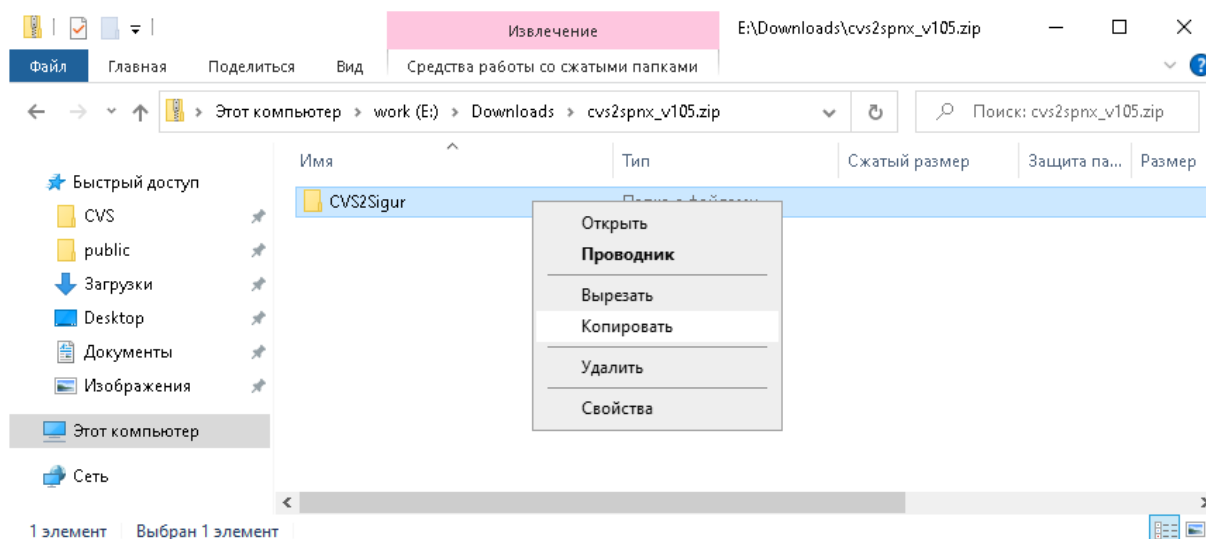 Извлечение
E:\Downloads\cvs2spnx_v105.zip
Файл Главная Поделиться Вид Средства работы со сжатыми папками
Этот компьютер > work (E:) > Downloads > cvs2spnx_v105.zip
Поиск: cvs2spnx_v105.zip
Имя Тип Сжатый размер Защита па... Размер
Быстрый доступ
CVS
public
Загрузки
Desktop
Документы
Изображения
Этот компьютер
Сеть
CVS2Sigur Папка с файлами
Открыть
Проводник
Вырезать
Копировать
Удалить
Свойства
1 элемент Выбран 1 элемент